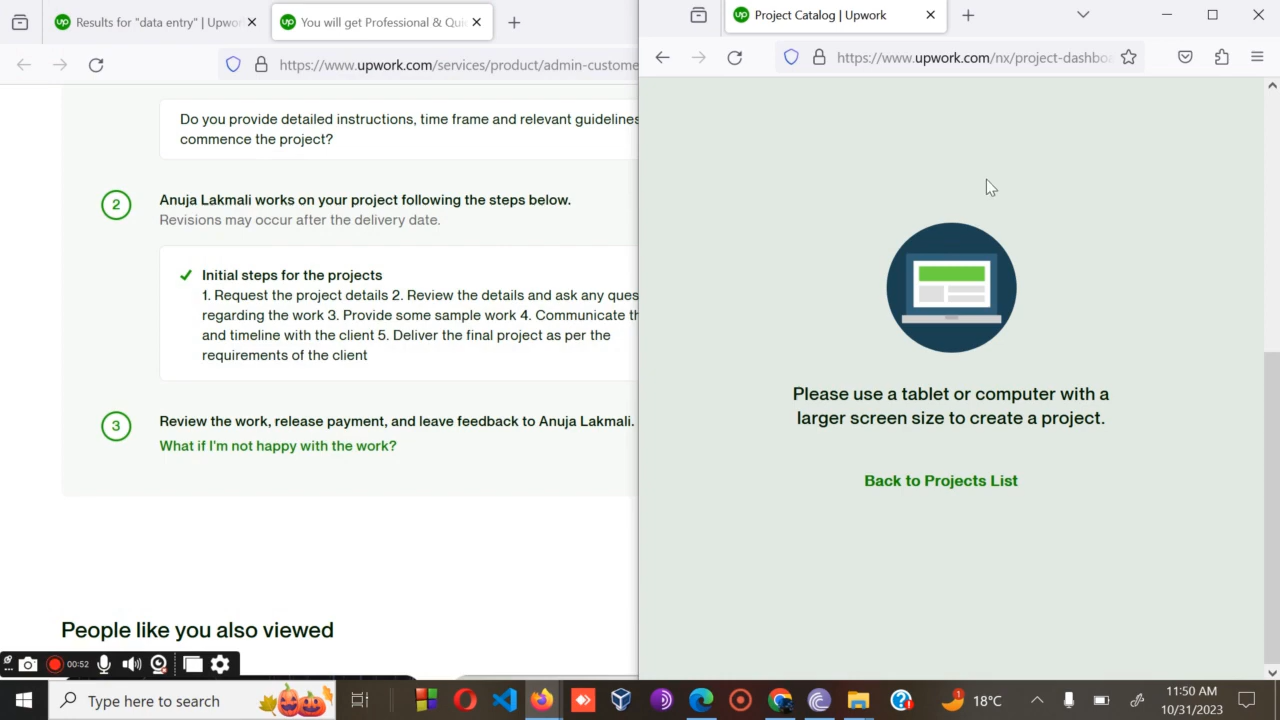 Results for "data entry" | Upwor
You will get Professional & Qui
https://www.upwork.com/services/product/admin-custome
Do you provide detailed instructions, time frame and relevant guidelines
commence the project?
2
Anuja Lakmali works on your project following the steps below.
Revisions may occur after the delivery date.
Initial steps for the projects
1. Request the project details 2. Review the details and ask any ques
regarding the work 3. Provide some sample work 4. Communicate th
and timeline with the client 5. Deliver the final project as per the
requirements of the client
3
Review the work, release payment, and leave feedback to Anuja Lakmali.
What if I'm not happy with the work?
People like you also viewed
00:52
Project Catalog | Upwork
https://www.upwork.com/nx/project-dashboa
Please use a tablet or computer with a
larger screen size to create a project.
Back to Projects List
Type here to search
1
18°C
11:50 AM
10/31/2023